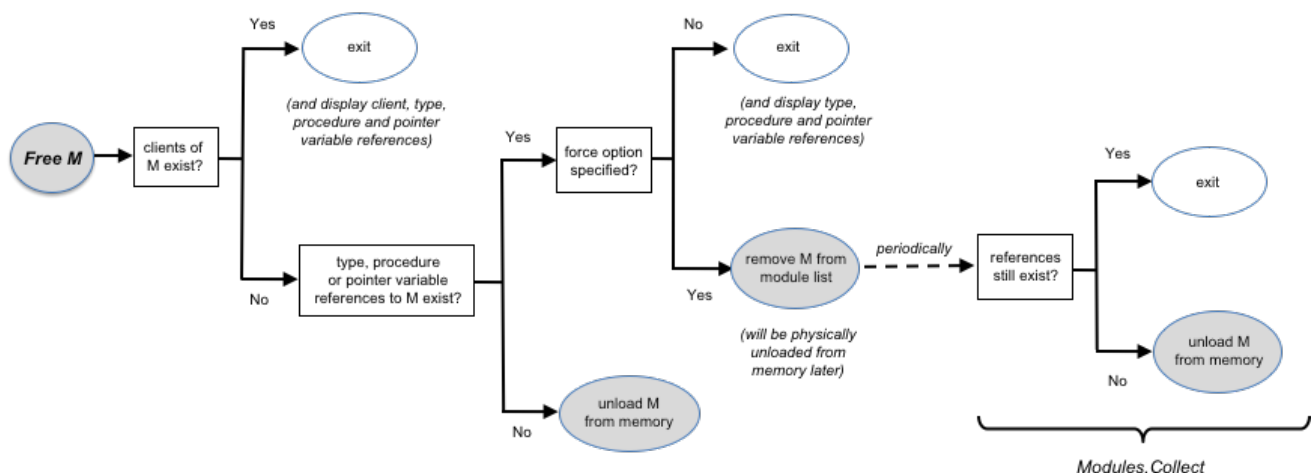 Free M
clients of
M exist?
Yes
exit
(and display client, type,
procedure and pointer
variable references)
No
type, procedure
or pointer variable
references to M exist?
Yes
force option
specified?
No
exit
(and display type,
procedure and pointer
variable references)
Yes
remove M from
module list
(will be physically
unloaded from
memory later)
No
unload M
from memory
periodically
references
still exist?
Yes
exit
No
unload M
from memory
Modules.Collect